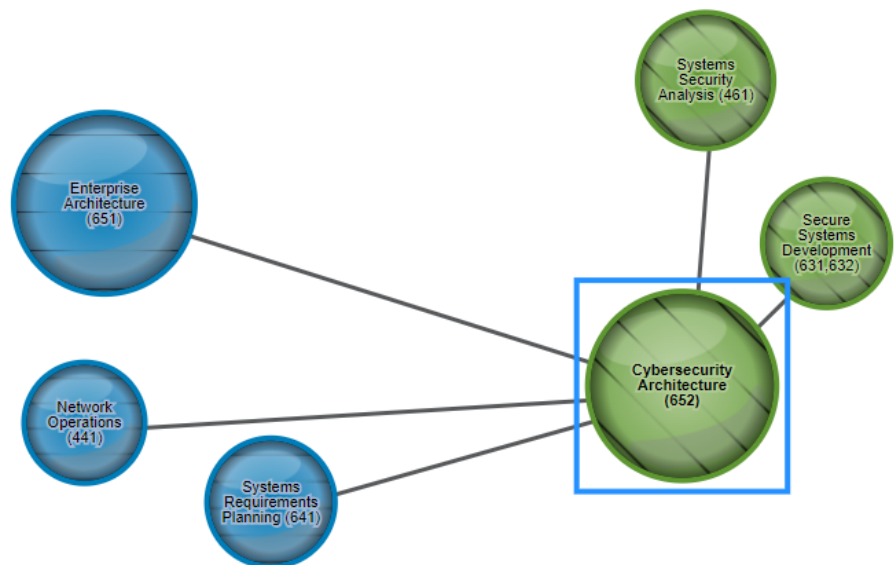 Systems
Security
Analysis (461)
Enterprise
Architecture
(651)
Secure
Systems
Development
(631,632)
Cybersecurity
Architecture
(652)
Network
Operations
(441)
Systems
Requirements
Planning (641)